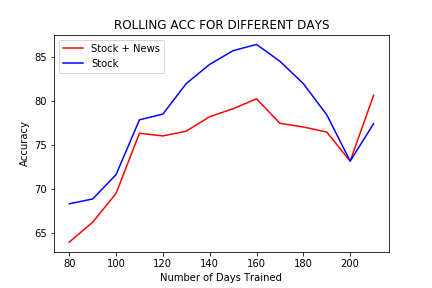 ROLLING ACC FOR DIFFERENT DAYS
Stock + News
Stock
85
80
75
70
65
Accuracy
80 100 120 140 160 180 200
Number of Days Trained